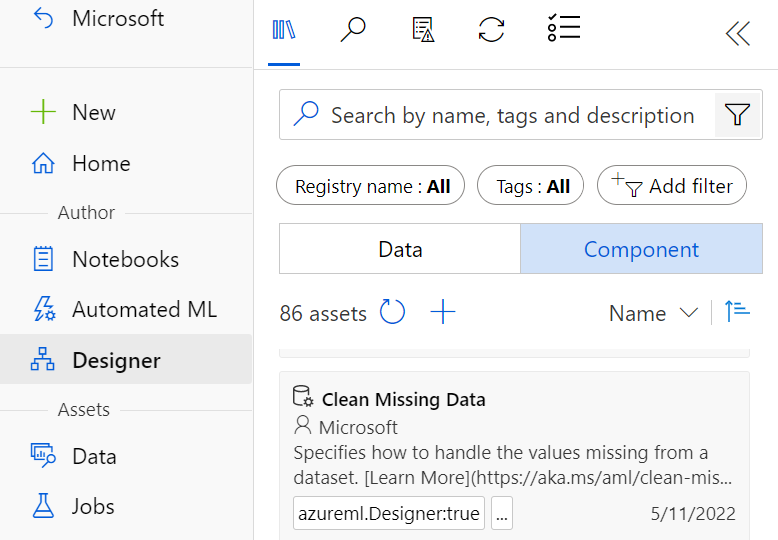 Microsoft
New
Home
Author
Notebooks
Automated ML
Designer
Assets
Data
Jobs
Search by name, tags and description
Registry name : All
Tags : All
Add filter
Data
Component
86 assets
Name
Clean Missing Data
Microsoft
Specifies how to handle the values missing from a
dataset. [Learn More](https://aka.ms/aml/clean-mis...
azureml.Designer:true
...
5/11/2022